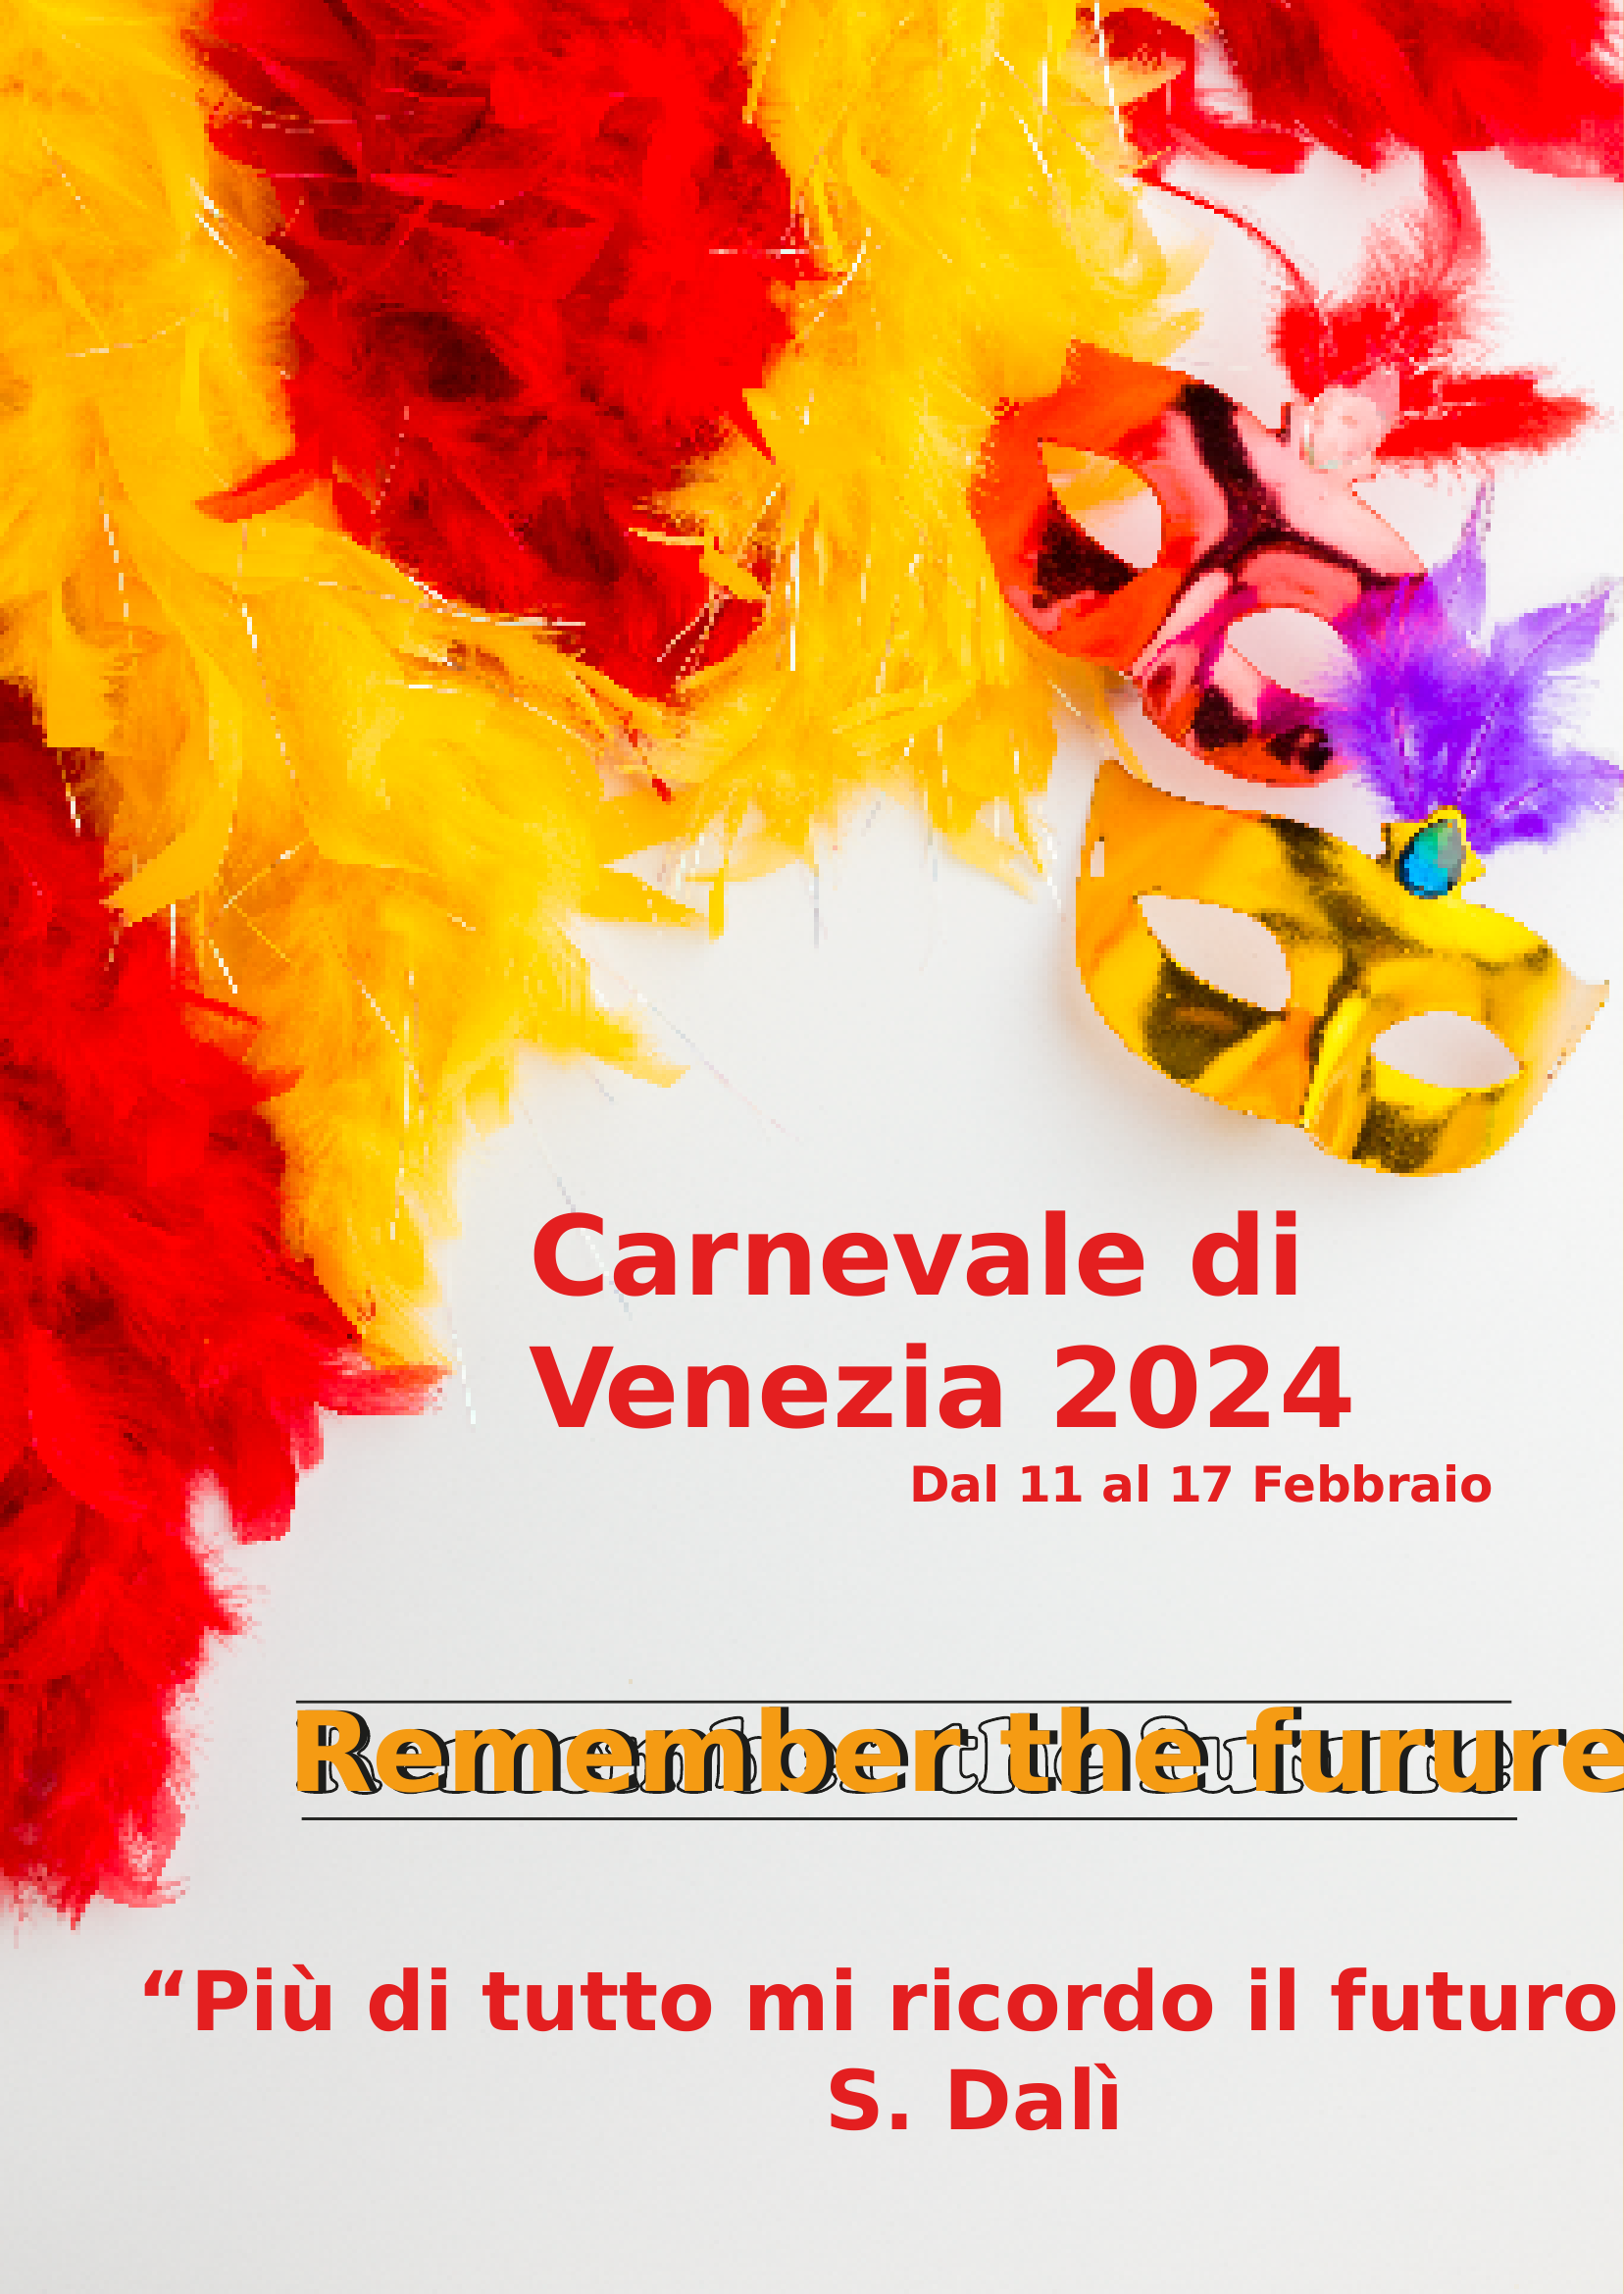 Carnevale di
Venezia 2024
Dal 11 al 17 Febbraio
Remember the furure
“Più di tutto mi ricordo il futuro
S. Dalì